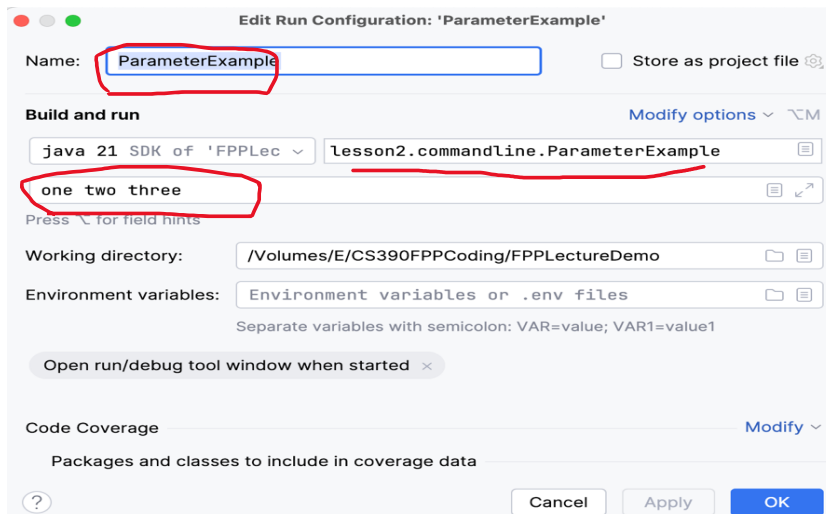 Edit Run Configuration: 'ParameterExample'
Name: ParameterExample Store as project file
Build and run Modify options ⌥M
java 21 SDK of 'FPPLec lesson2.commandline.ParameterExample
one two three
Press ⌥ for field hints
Working directory: /Volumes/E/CS390FPPCoding/FPPLectureDemo
Environment variables: Environment variables or .env files
Separate variables with semicolon: VAR=value; VAR1=value1
Open run/debug tool window when started ×
Code Coverage Modify
Packages and classes to include in coverage data
? Cancel Apply OK